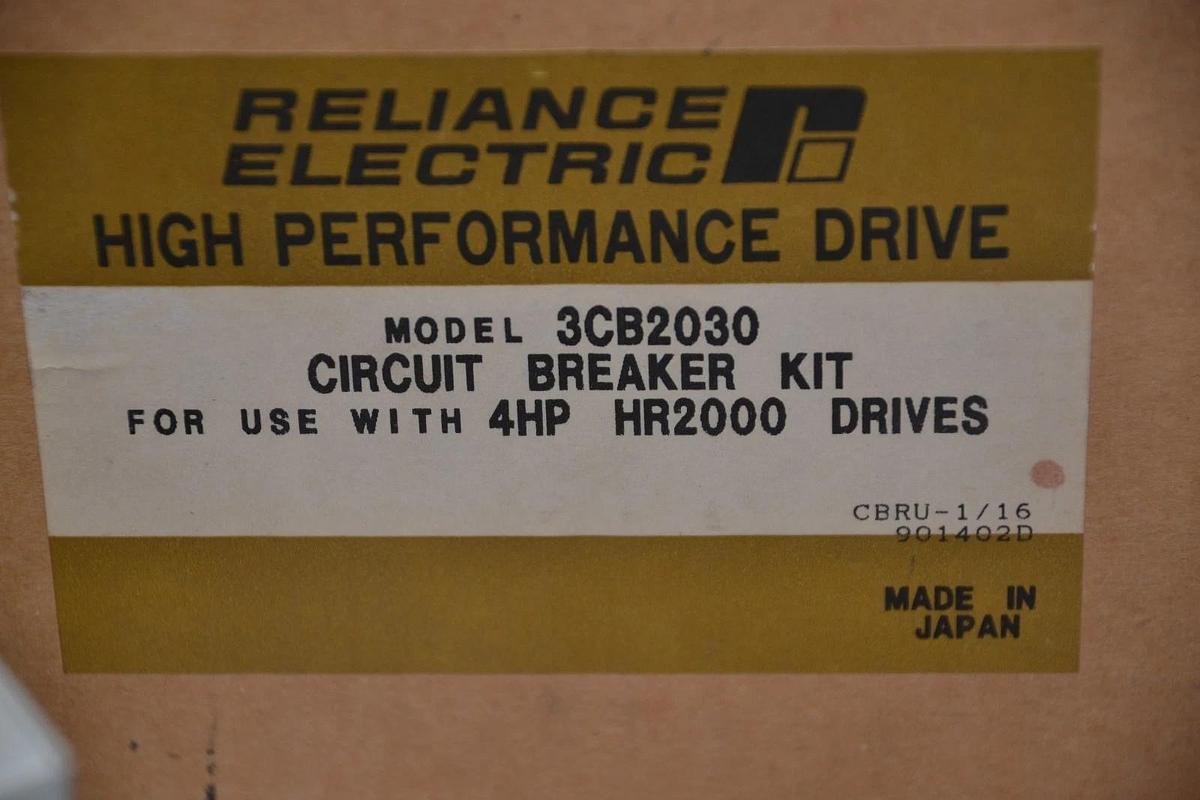 RELIANCE
ELECTRIC
HIGH PERFORMANCE DRIVE
MODEL 3CB2030
CIRCUIT BREAKER KIT
FOR USE WITH 4HP HR2000 DRIVES
CBRU-1/16
901402D
MADE IN
JAPAN